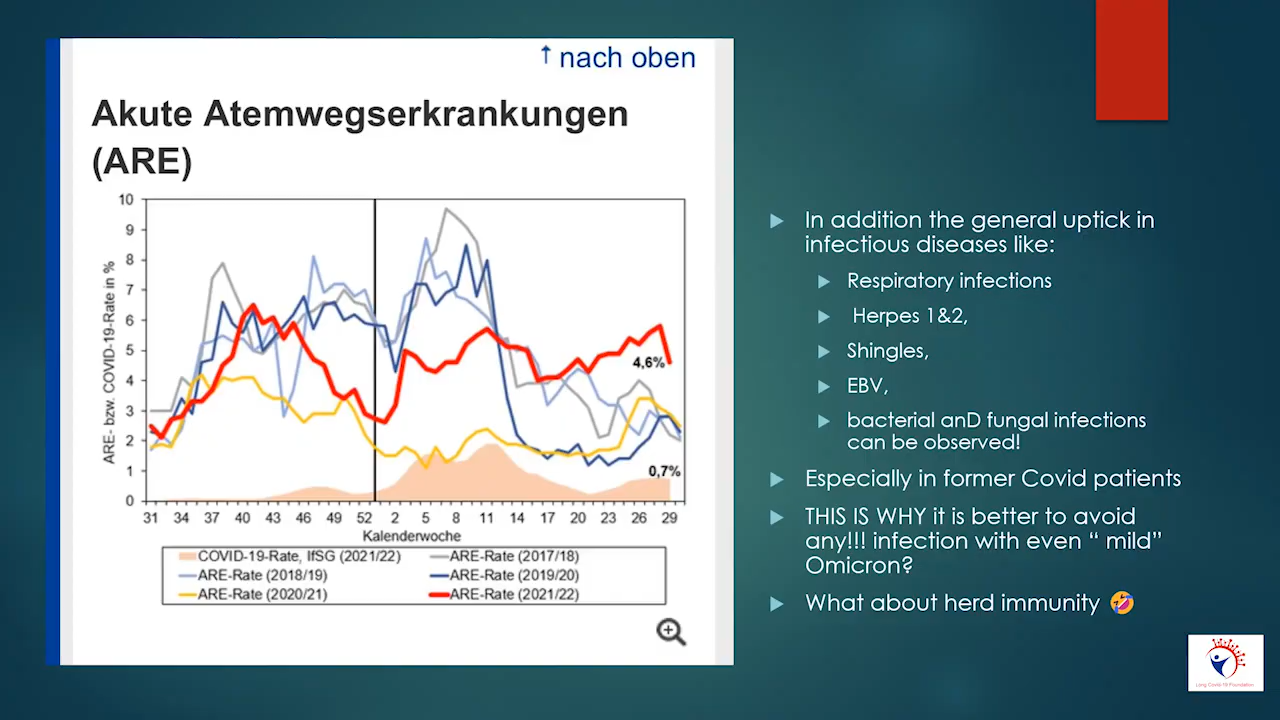 ↑ nach oben
Akute Atemwegserkrankungen
(ARE)
ARE- bzw. COVID-19-Rate in %
10
9
8
7
6
5
4
3
2
1
0
4,6%
0,7%
31 34 37 40 43 46 49 52 2 5 8 11 14 17 20 23 26 29
Kalenderwoche
COVID-19-Rate, IfSG (2021/22) ARE-Rate (2017/18)
ARE-Rate (2018/19) ARE-Rate (2019/20)
ARE-Rate (2020/21) ARE-Rate (2021/22)
In addition the general uptick in
infectious diseases like:
Respiratory infections
Herpes 1&2,
Shingles,
EBV,
bacterial anD fungal infections
can be observed!
Especially in former Covid patients
THIS IS WHY it is better to avoid
any!!! infection with even “ mild”
Omicron?
What about herd immunity 🤣
Long Covid 19 Foundation